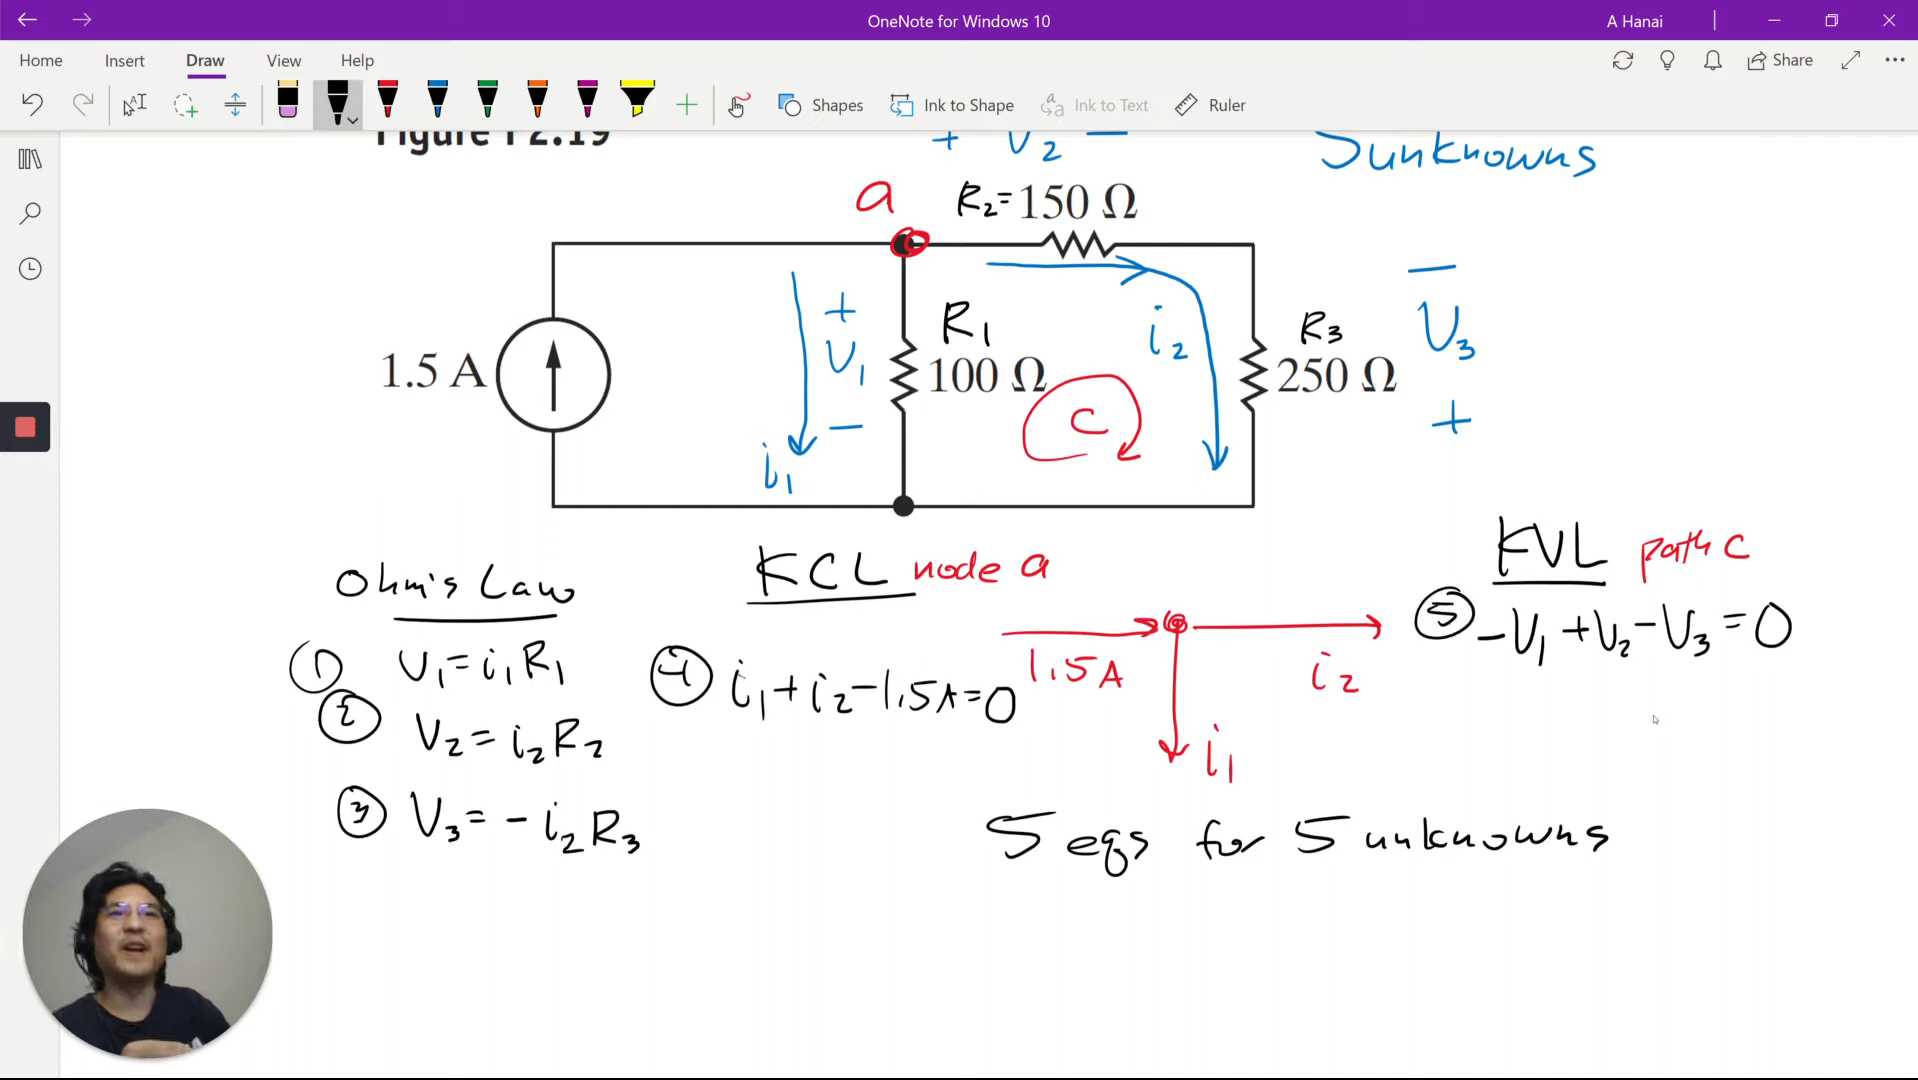 OneNote for Windows 10
A Hanai
Home Insert Draw View Help
Share
Shapes
Ink to Shape
Ink to Text
Ruler
Figure P2.19
+ V2 −
5 unknowns
a
R2= 150 Ω
+
V1
−
i1
R1
100 Ω
i2
C
R3
250 Ω
−
V3
+
1.5 A
Ohm's Law
① V1 = i1R1
② V2 = i2R2
③ V3 = − i2R3
KCL node a
④ i1 + i2 − 1.5A = 0
1.5A
i2
i1
KVL path C
⑤ −V1 + V2 − V3 = 0
5 eqs for 5 unknowns